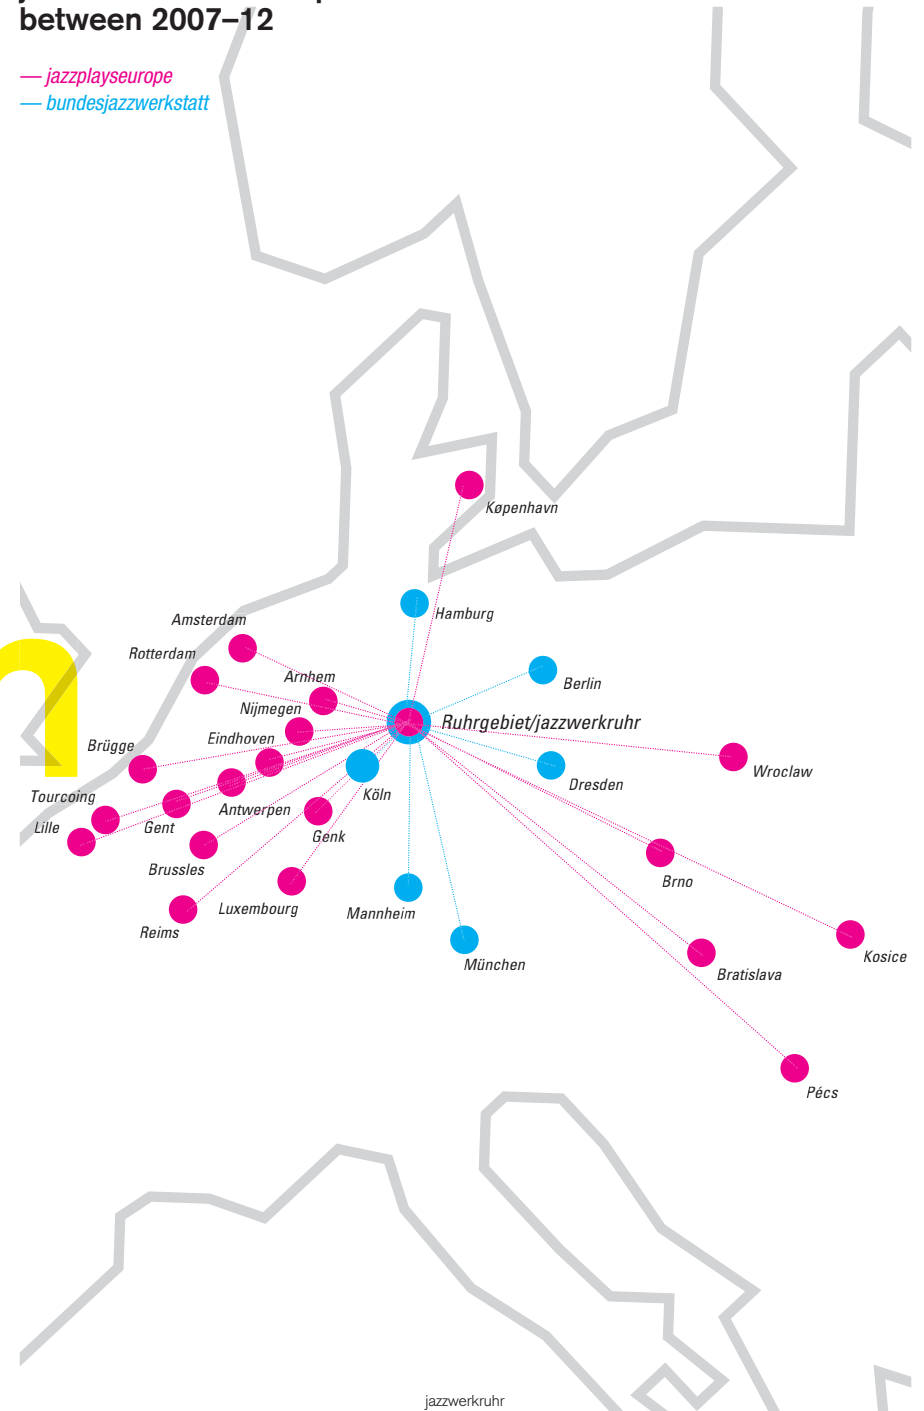 between 2007–12
— jazzplayseurope
— bundesjazzwerkstatt
København
Hamburg
Amsterdam
Rotterdam
Arnhem
Berlin
Nijmegen
Ruhrgebiet/jazzwerkruhr
Eindhoven
Brügge
Wroclaw
Dresden
Köln
Tourcoing
Antwerpen
Lille
Gent
Genk
Brussles
Brno
Luxembourg
Mannheim
Reims
Kosice
München
Bratislava
Pécs
jazzwerkruhr